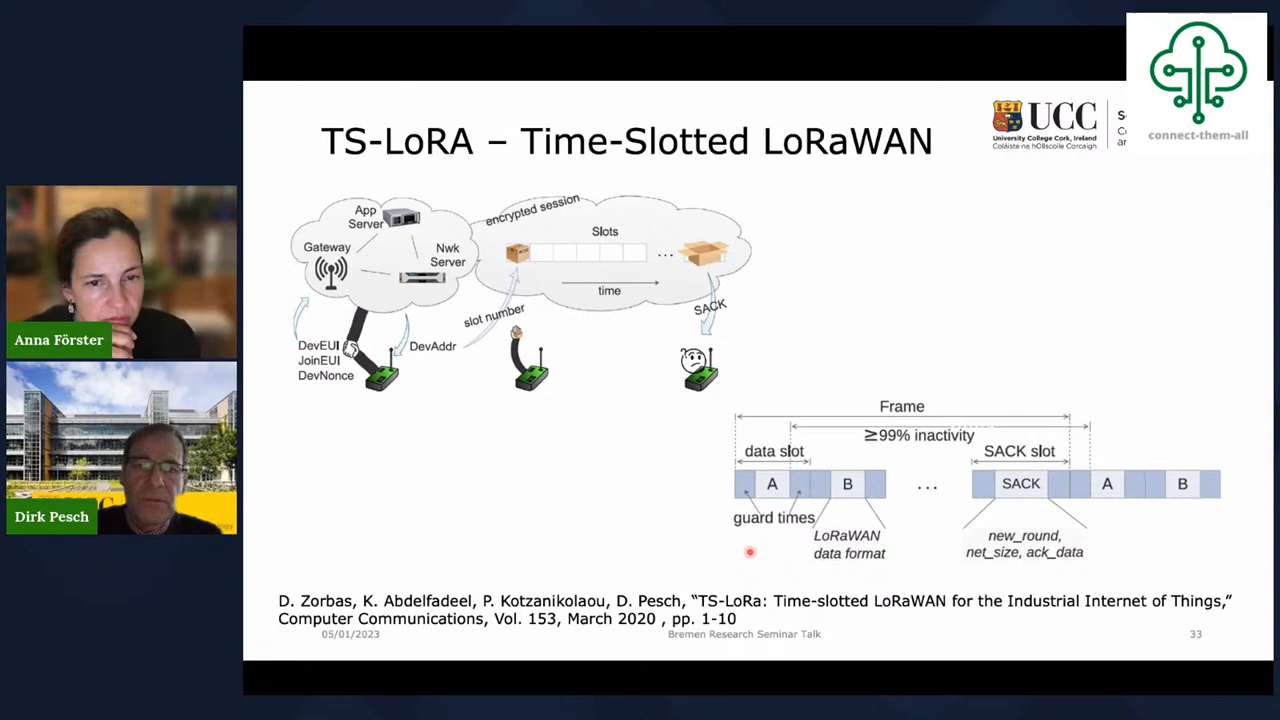 connect-them-all
UCC
University College Cork, Ireland
Coláiste na hOllscoile Corcaigh
TS-LoRA – Time-Slotted LoRaWAN
App
Server
Gateway
Nwk
Server
encrypted session
Slots
...
time
slot number
SACK
DevEUI
JoinEUI
DevNonce
DevAddr
Anna Förster
Dirk Pesch
Frame
≥99% inactivity
data slot
SACK slot
A
B
...
SACK
A
B
guard times
LoRaWAN
data format
new_round,
net_size, ack_data
D. Zorbas, K. Abdelfadeel, P. Kotzanikolaou, D. Pesch, “TS-LoRa: Time-slotted LoRaWAN for the Industrial Internet of Things,”
Computer Communications, Vol. 153, March 2020 , pp. 1-10
05/01/2023
Bremen Research Seminar Talk
33